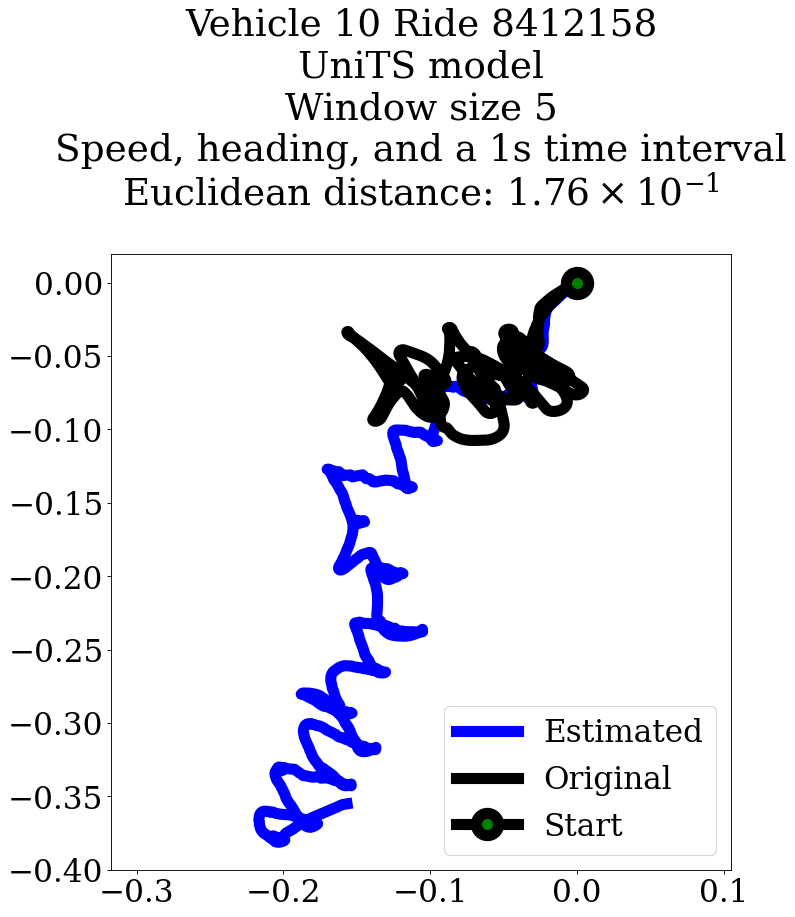 Vehicle 10 Ride 8412158
UniTS model
Window size 5
Speed, heading, and a 1s time interval
Euclidean distance: 1.76 × 10⁻¹
0.00
−0.05
−0.10
−0.15
−0.20
−0.25
−0.30
−0.35
−0.40
Estimated
Original
Start
−0.3
−0.2
−0.1
0.0
0.1